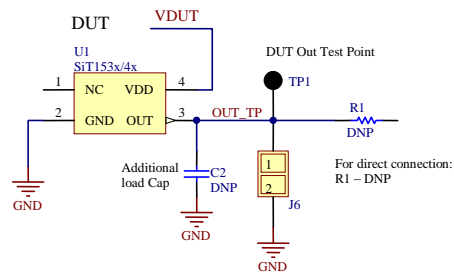 DUT
VDUT
U1
SiT153x/4x
DUT Out Test Point
1
NC
VDD
4
TP1
2
GND
OUT
3
OUT_TP
R1
DNP
Additional
load Cap
C2
DNP
1
2
For direct connection:
R1 – DNP
GND
J6
GND
GND